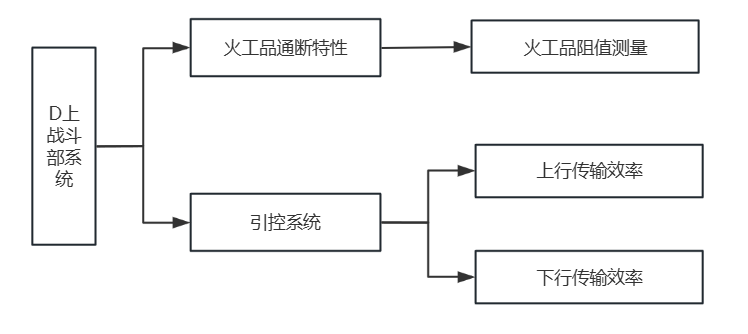 D上
战斗
部系
统
火工品通断特性
火工品阻值测量
引控系统
上行传输效率
下行传输效率